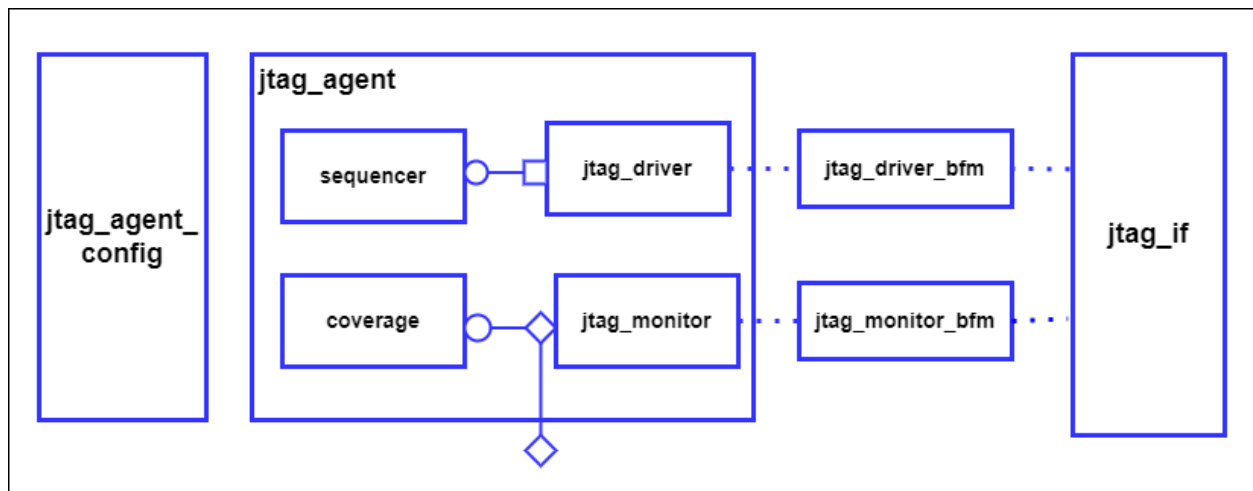 jtag_agent_
config
jtag_agent
sequencer
jtag_driver
coverage
jtag_monitor
jtag_driver_bfm
jtag_monitor_bfm
jtag_if